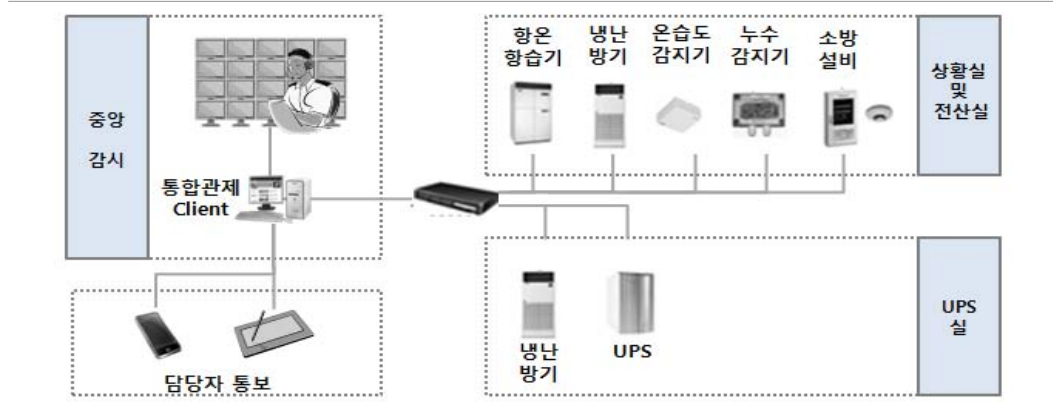 중앙
감시
통합관제
Client
담당자 통보
항온
항습기
냉난
방기
온습도
감지기
누수
감지기
소방
설비
상황실
및
전산실
냉난
방기
UPS
UPS
실